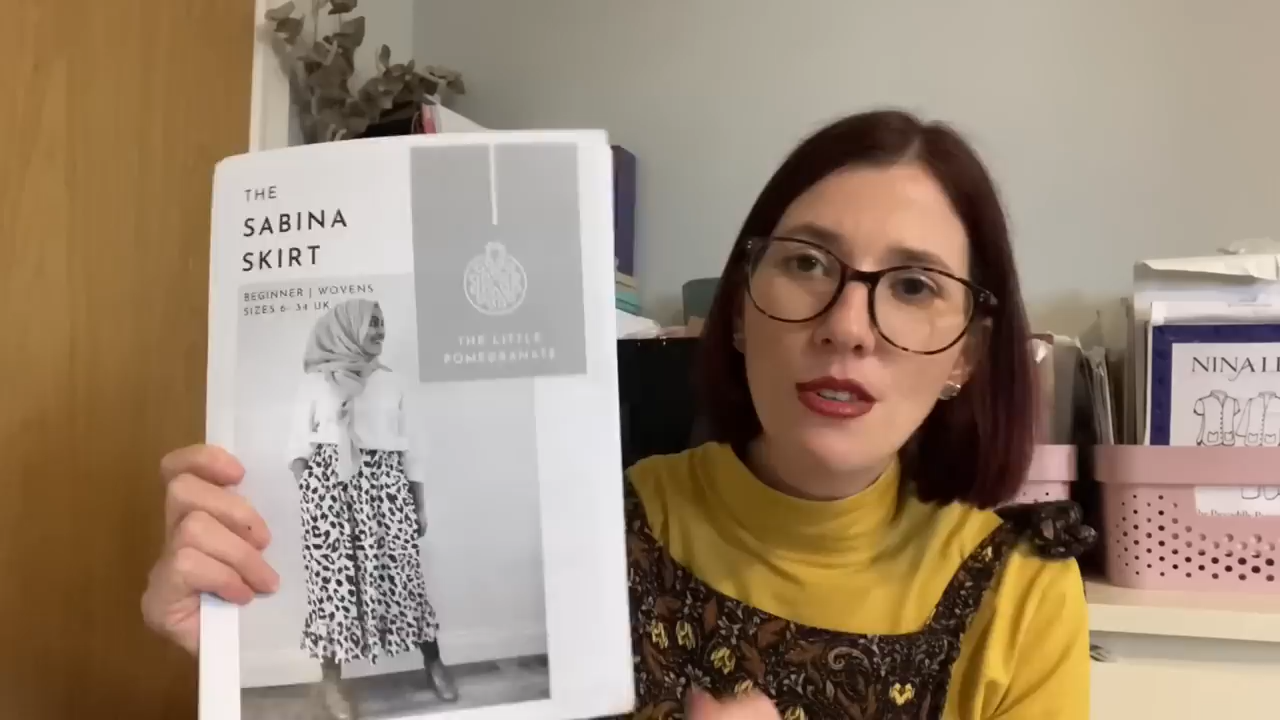 THE
SABINA
SKIRT
BEGINNER | WOVENS
SIZES 6- 34 UK
THE LITTLE
POMEGRANATE
NINA LE